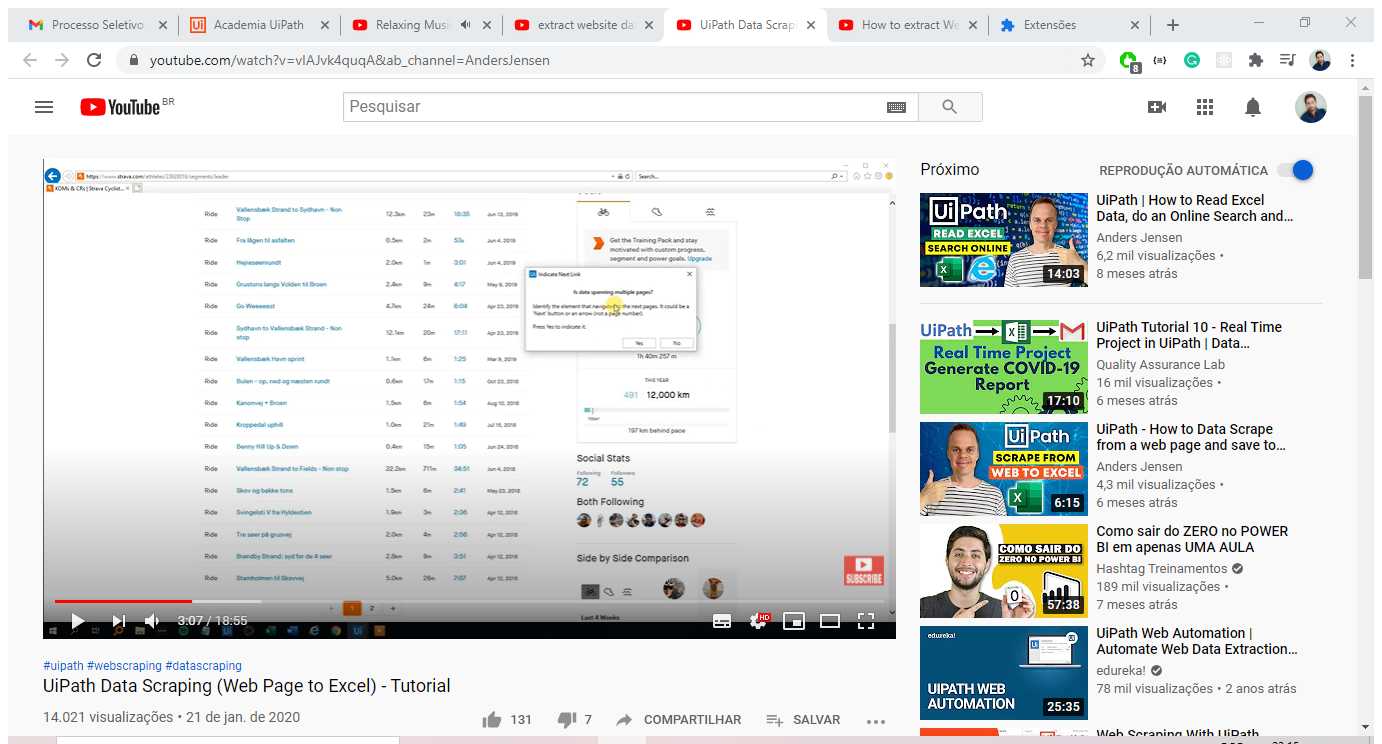 Processo Seletivo
Academia UiPath
Relaxing Musi
extract website dat
UiPath Data Scrap
How to extract We
Extensões
youtube.com/watch?v=vlAJvk4quqA&ab_channel=AndersJensen
8
YouTube BR
Pesquisar
https://www.strava.com/athletes/23928016/segments/leader
Search...
KOMs & CRs | Strava Cyclist...
Ride Vallensbæk Strand to Sydhavn - Non Stop 12.3km 23m 18:35 Jun 13, 2019
Ride Fra lågen til asfalten 0.5km 2m 53s Jun 4, 2019
Ride Hejresøenrundt 2.0km 1m 3:01 Jun 4, 2019
Ride Grustons langs Volden til Broen 2.4km 9m 4:17 May 9, 2019
Ride Go Weeeeest 4.7km 24m 6:04 Apr 23, 2019
Ride Sydhavn to Vallensbæk Strand - Non Stop 12.1km 20m 17:11 Apr 23, 2019
Ride Vallensbæk Havn sprint 1.1km 6m 1:25 Mar 9, 2019
Ride Bulen - op, ned og næsten rundt 0.6km 17m 1:15 Oct 23, 2018
Ride Kanonvej + Broen 1.5km 6m 1:54 Aug 10, 2018
Ride Kroppedal uphill 1.0km 21m 1:49 Jul 15, 2018
Ride Benny Hill Up & Down 0.4km 15m 1:05 Jun 24, 2018
Ride Vallensbæk Strand to Fields - Non stop 22.2km 711m 34:51 Jun 4, 2018
Ride Skov og bakke tons 1.5km 6m 2:41 May 23, 2018
Ride Svingelsti V fra Hyldestien 1.9km 3m 2:36 Apr 12, 2018
Ride Tre søer på grusvej 2.0km 4m 2:56 Apr 12, 2018
Ride Brøndby Strand: syd for de 4 søer 2.8km 9m 3:51 Apr 12, 2018
Ride Stamholmen til Skovvej 5.0km 26m 7:07 Apr 12, 2018
1 2
Get the Training Pack and stay
motivated with custom progress,
segment and power goals. Upgrade
Indicate Next Link
Is data spanning multiple pages?
Identify the element that navigates to the next pages. It could be a
'Next' button or an arrow (not a page number).
Press Yes to indicate it.
Yes No
1h 40m 257 m
THIS YEAR
491 12,000 km
TODAY
197 km behind pace
Social Stats
Following Followers
72 55
Both Following
Side by Side Comparison
Last 4 Weeks
SUBSCRIBE
3:07 / 18:55
HD
#uipath #webscraping #datascraping
UiPath Data Scraping (Web Page to Excel) - Tutorial
14.021 visualizações • 21 de jan. de 2020
131
7
COMPARTILHAR
SALVAR
Próximo
REPRODUÇÃO AUTOMÁTICA
UiPath
READ EXCEL
SEARCH ONLINE
14:03
UiPath | How to Read Excel
Data, do an Online Search and...
Anders Jensen
6,2 mil visualizações •
8 meses atrás
UiPath
Real Time Project
Generate COVID-19
Report
17:10
UiPath Tutorial 10 - Real Time
Project in UiPath | Data...
Quality Assurance Lab
16 mil visualizações •
6 meses atrás
UiPath
SCRAPE FROM
WEB TO EXCEL
6:15
UiPath - How to Data Scrape
from a web page and save to...
Anders Jensen
4,3 mil visualizações •
6 meses atrás
COMO SAIR DO
ZERO NO POWER BI
57:38
Como sair do ZERO no POWER
BI em apenas UMA AULA
Hashtag Treinamentos
189 mil visualizações •
7 meses atrás
edureka!
UIPATH WEB
AUTOMATION
25:35
UiPath Web Automation |
Automate Web Data Extraction...
edureka!
78 mil visualizações • 2 anos atrás
Web Scraping With UiPath